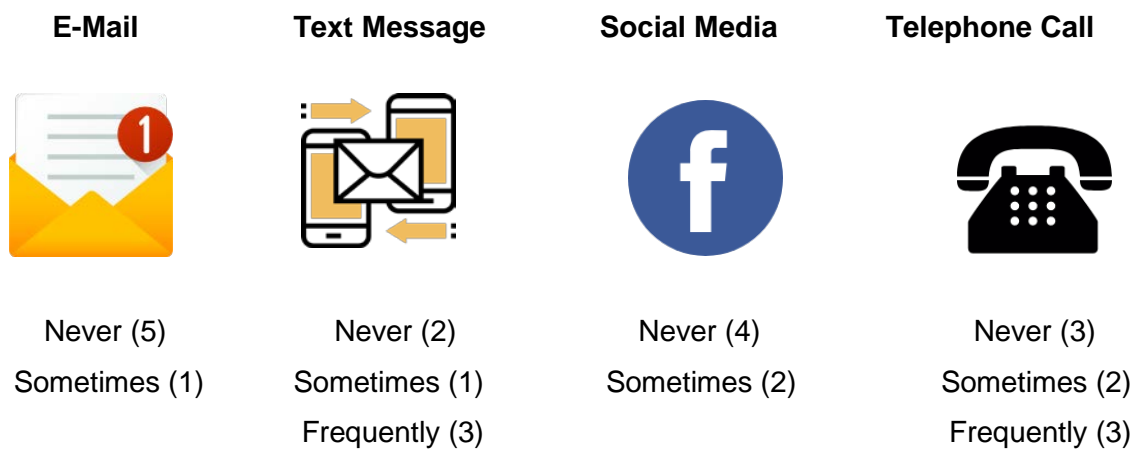 E-Mail Text Message Social Media Telephone Call
1
f
Never (5) Never (2) Never (4) Never (3)
Sometimes (1) Sometimes (1) Sometimes (2) Sometimes (2)
Frequently (3) Frequently (3)